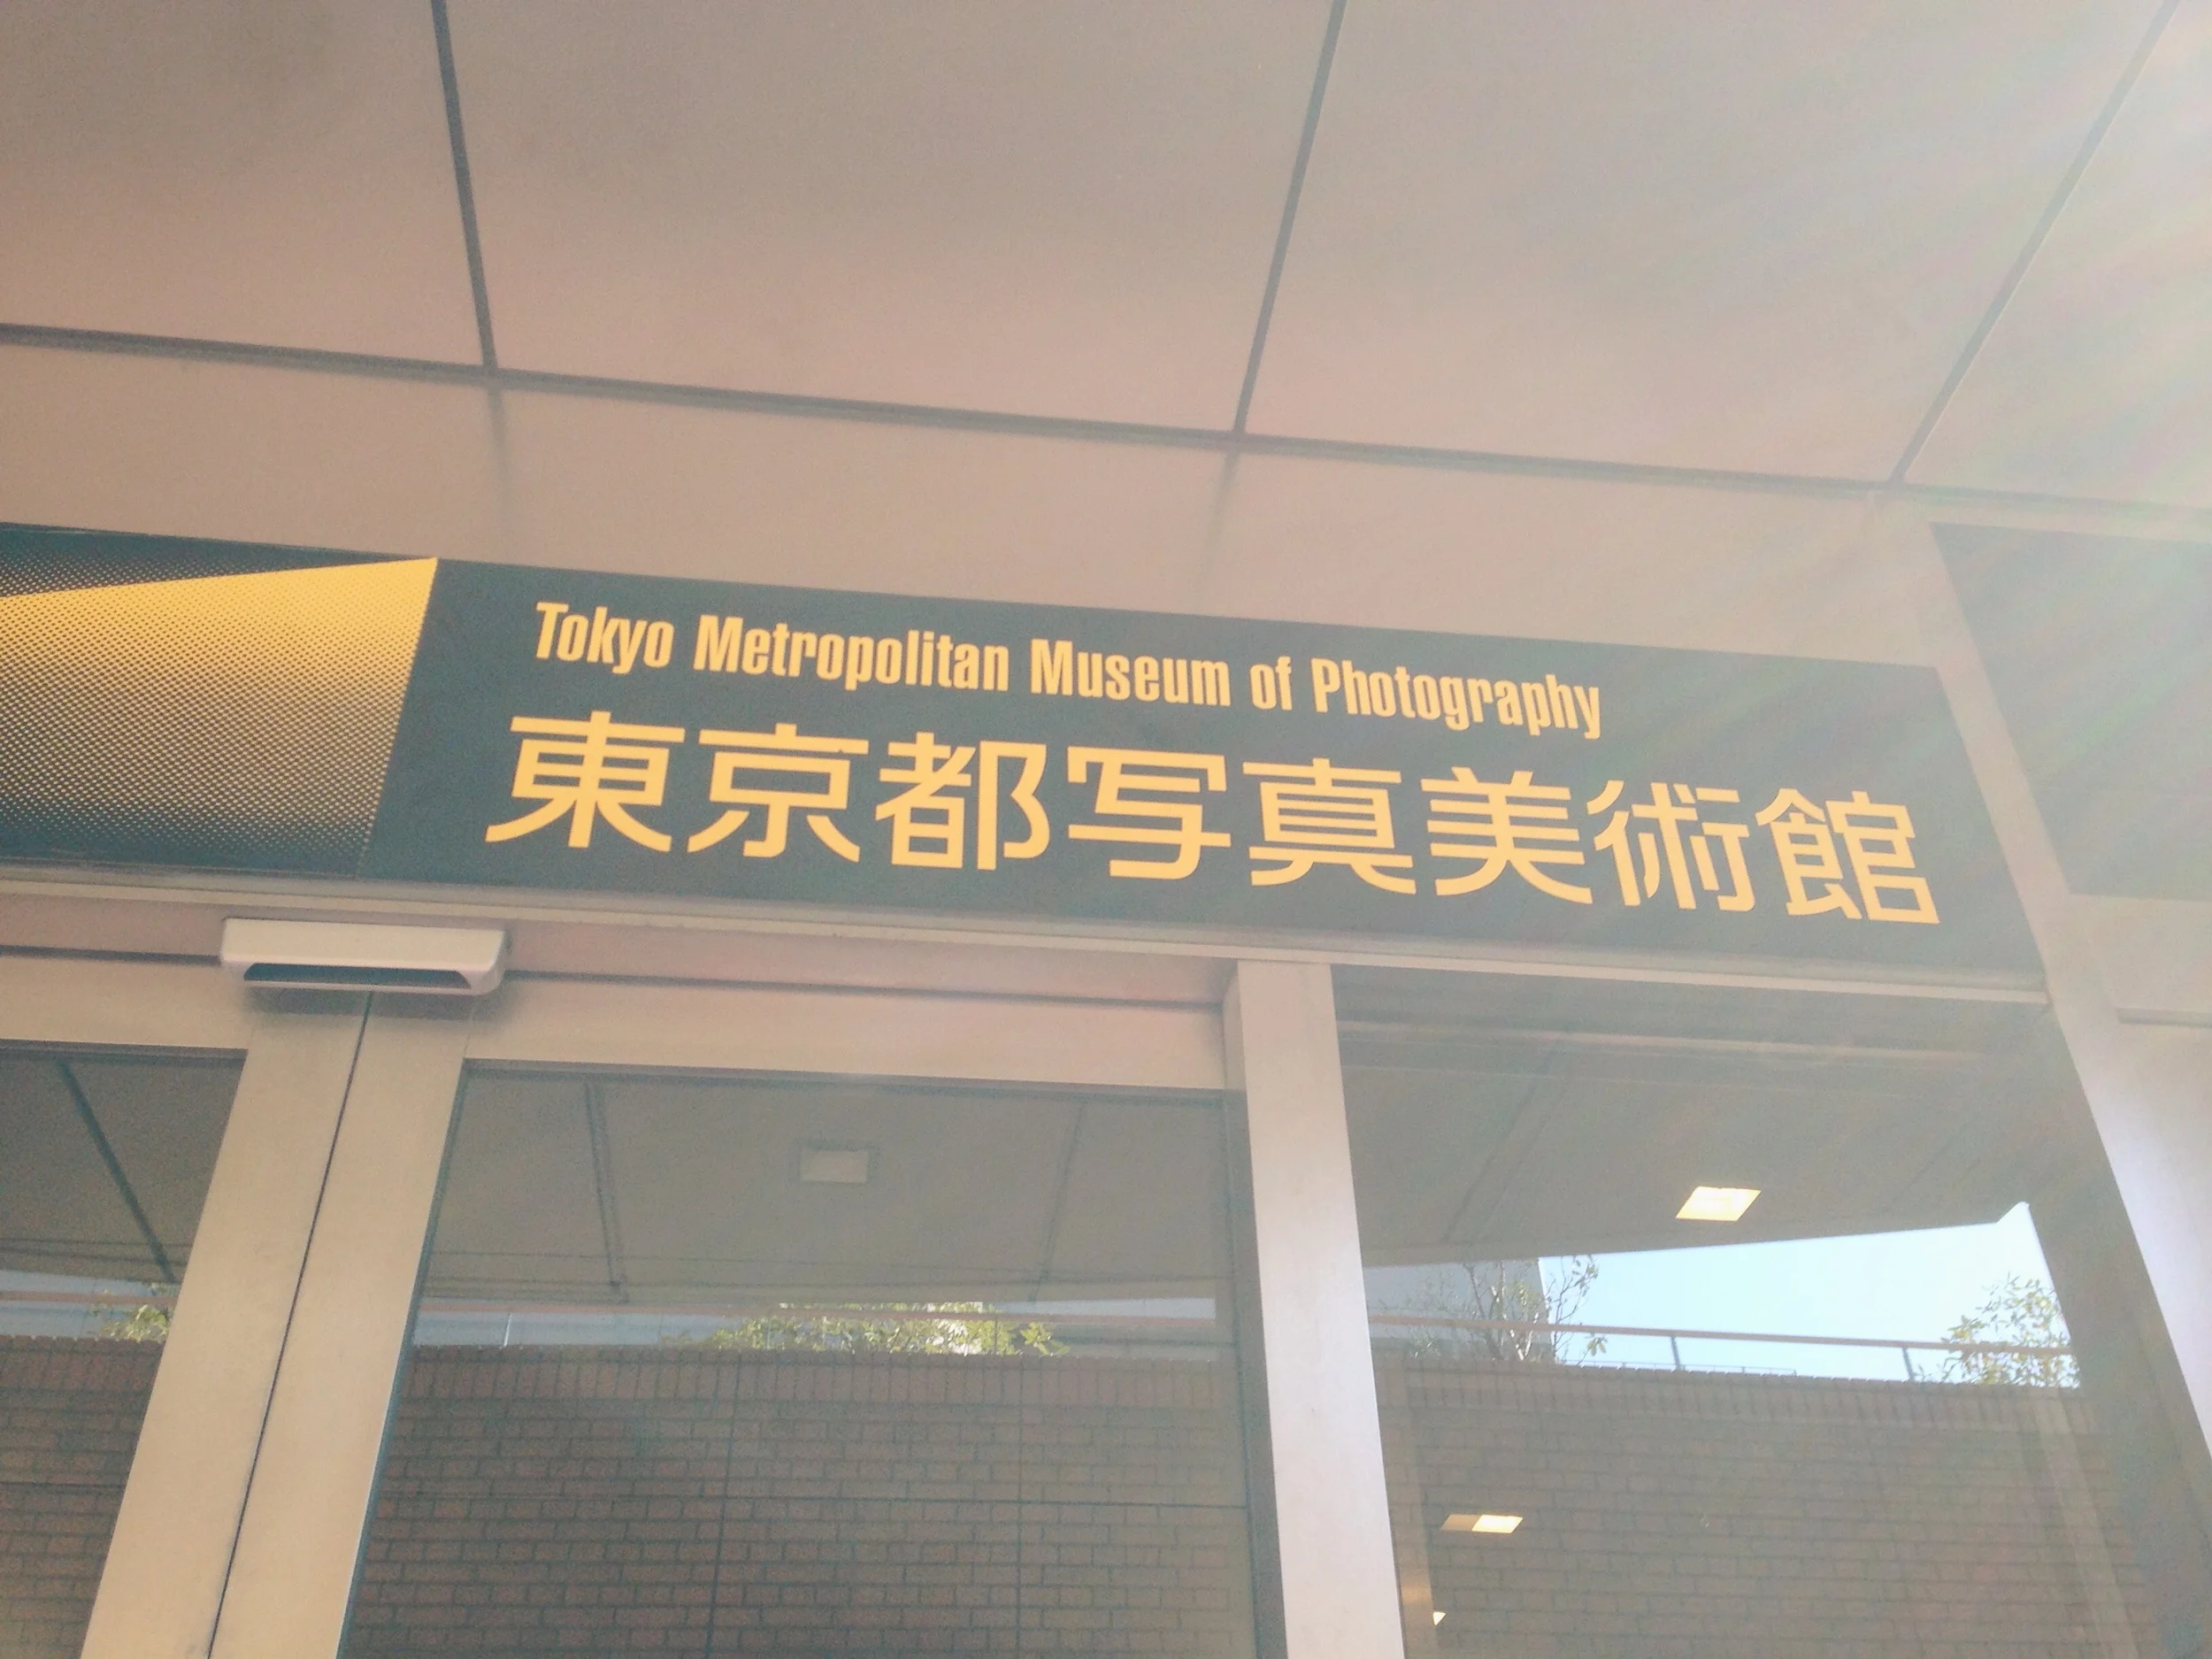 Tokyo Metropolitan Museum of Photography
東京都写真美術館